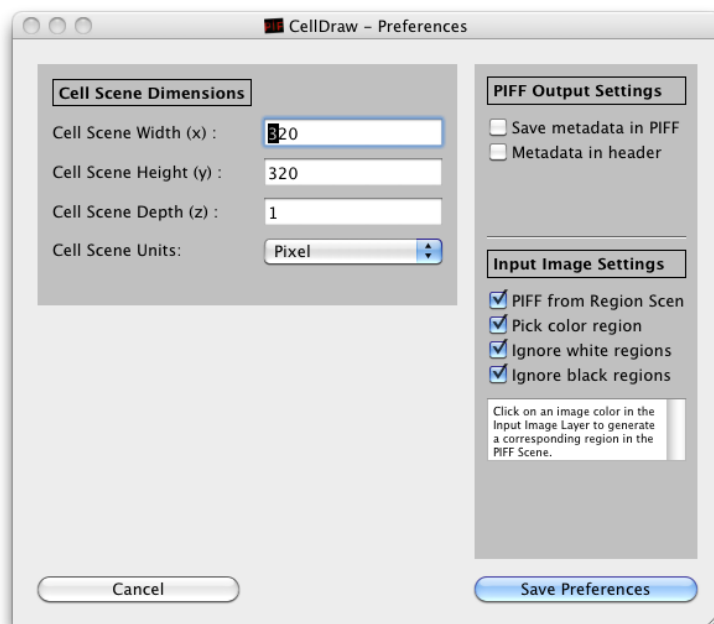 PIF CellDraw – Preferences
Cell Scene Dimensions
Cell Scene Width (x) :
320
Cell Scene Height (y) :
320
Cell Scene Depth (z) :
1
Cell Scene Units:
Pixel
PIFF Output Settings
Save metadata in PIFF
Metadata in header
Input Image Settings
PIFF from Region Scen
Pick color region
Ignore white regions
Ignore black regions
Click on an image color in the
Input Image Layer to generate
a corresponding region in the
PIFF Scene.
Cancel
Save Preferences